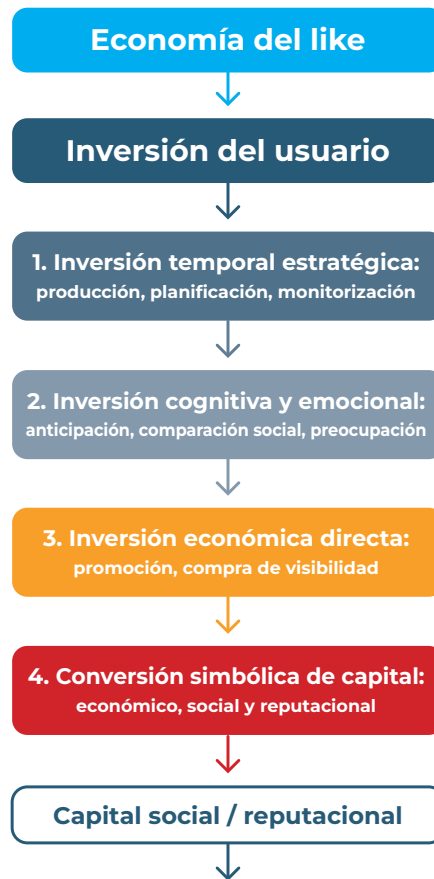 Economía del like
Inversión del usuario
1. Inversión temporal estratégica:
producción, planificación, monitorización
2. Inversión cognitiva y emocional:
anticipación, comparación social, preocupación
3. Inversión económica directa:
promoción, compra de visibilidad
4. Conversión simbólica de capital:
económico, social y reputacional
Capital social / reputacional